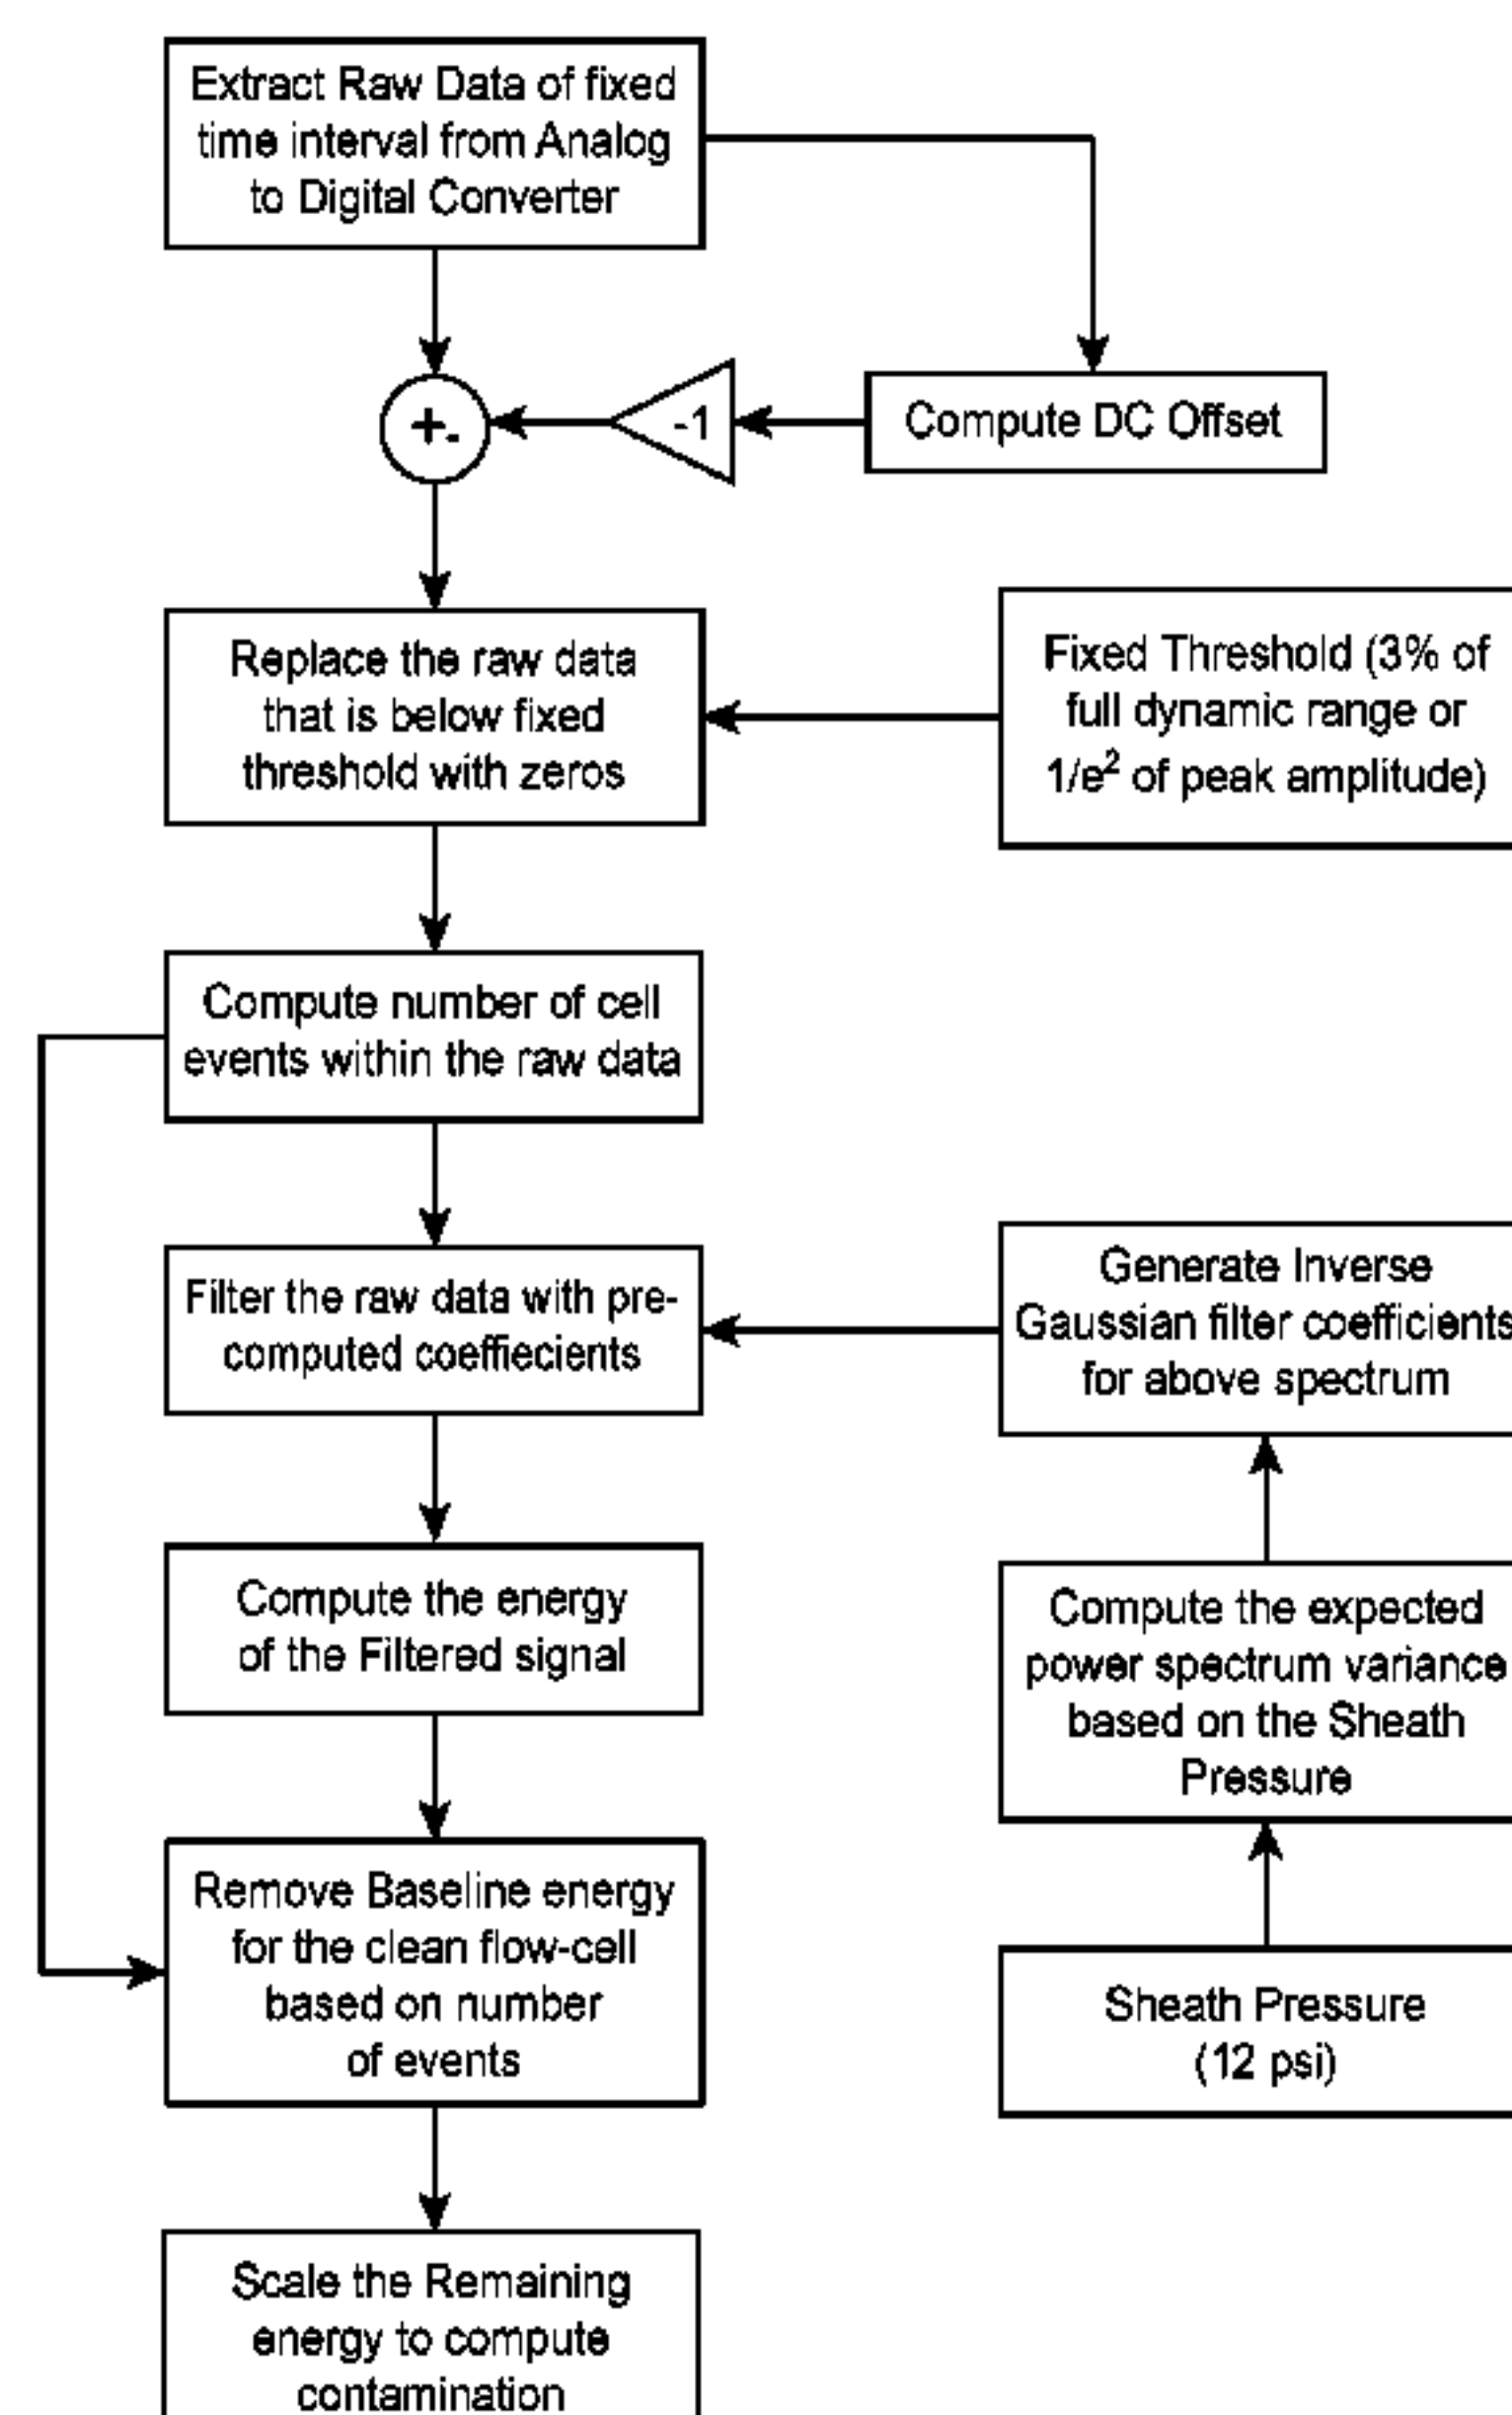 Extract Raw Data of fixed
time interval from Analog
to Digital Converter
+-
-1
Compute DC Offset
Replace the raw data
that is below fixed
threshold with zeros
Fixed Threshold (3% of
full dynamic range or
1/e² of peak amplitude)
Compute number of cell
events within the raw data
Filter the raw data with pre-
computed coeffiecients
Generate Inverse
Gaussian filter coefficients
for above spectrum
Compute the energy
of the Filtered signal
Compute the expected
power spectrum variance
based on the Sheath
Pressure
Remove Baseline energy
for the clean flow-cell
based on number
of events
Sheath Pressure
(12 psi)
Scale the Remaining
energy to compute
contamination